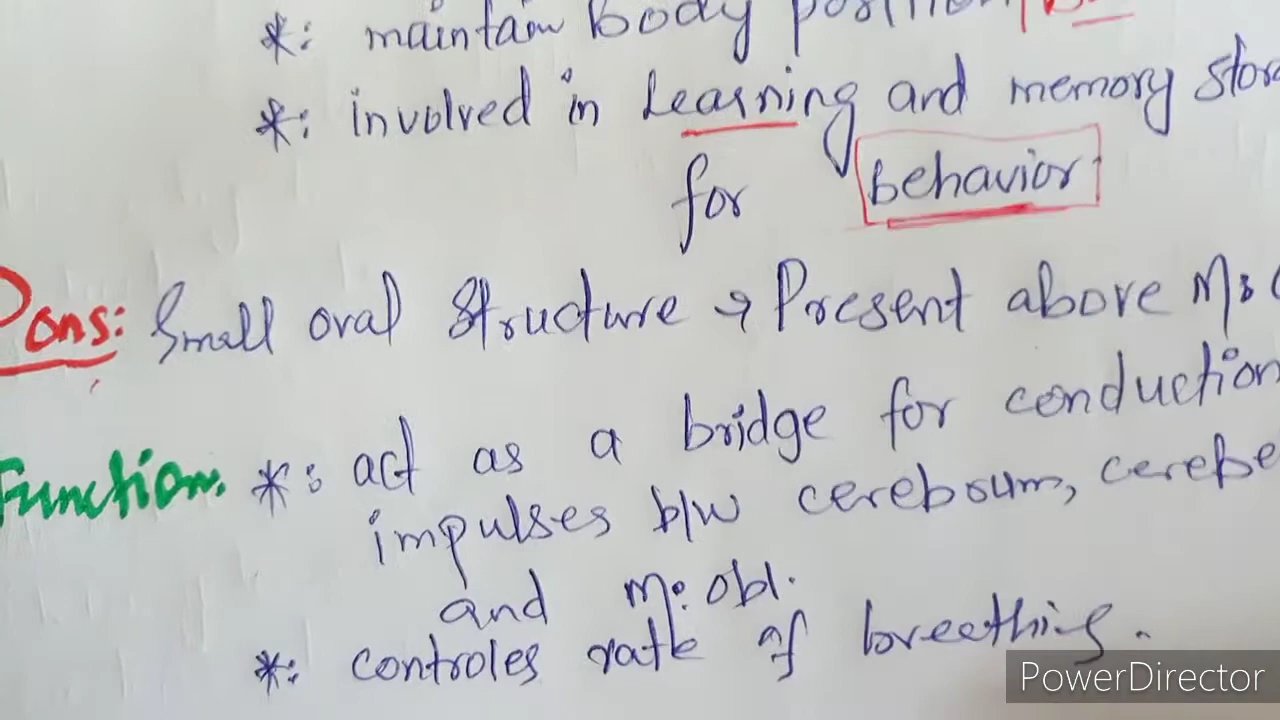 *: maintain body position/
*: involved in Learning and memory stor
for behavior
Pons: Small oval Structure → Present above M:
Function. *: act as a bridge for conduction
impulses b/w cerebrum, cerebe
and M:obl.
*: controles rate of breething.
PowerDirector